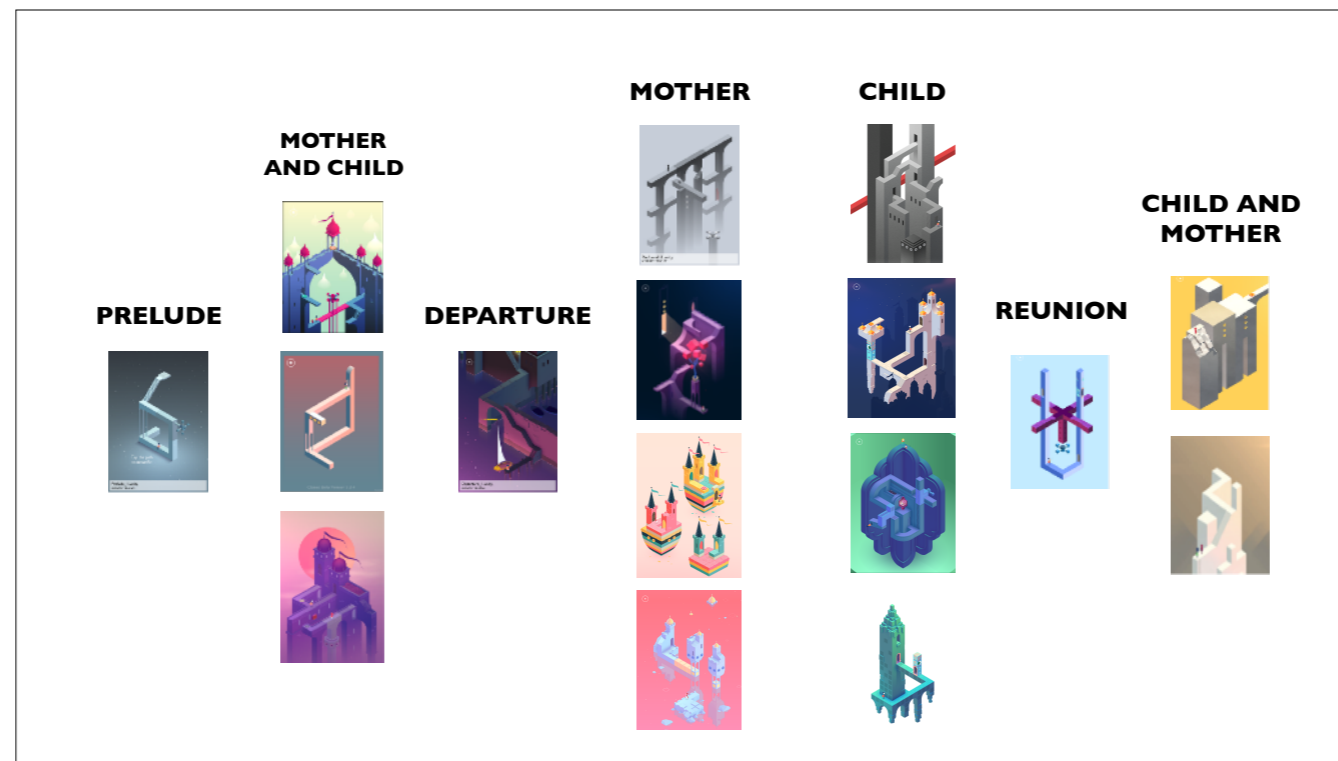 MOTHER
CHILD
MOTHER
AND CHILD
CHILD AND
MOTHER
PRELUDE
DEPARTURE
REUNION